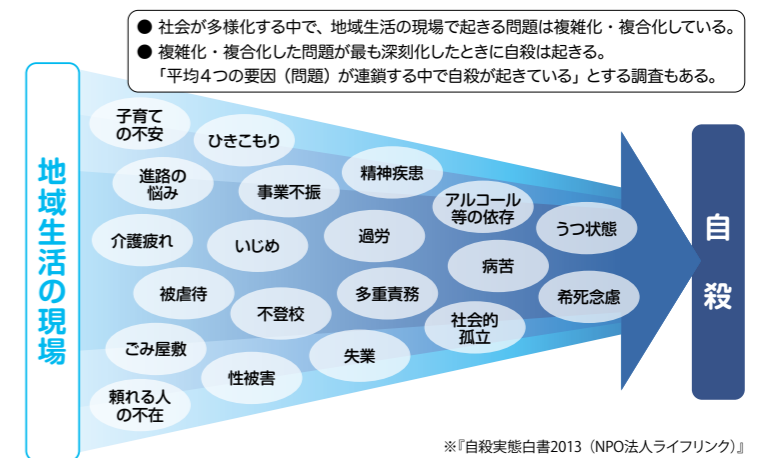 ● 社会が多様化する中で、地域生活の現場で起きる問題は複雑化・複合化している。
● 複雑化・複合化した問題が最も深刻化したときに自殺は起きる。
「平均4つの要因（問題）が連鎖する中で自殺が起きている」とする調査もある。
地域生活の現場
子育て
の不安
ひきこもり
進路の
悩み
事業不振
精神疾患
アルコール
等の依存
うつ状態
介護疲れ
いじめ
過労
病苦
被虐待
不登校
多重責務
希死念慮
社会的
孤立
ごみ屋敷
性被害
失業
頼れる人
の不在
自殺
※『自殺実態白書2013（NPO法人ライフリンク）』